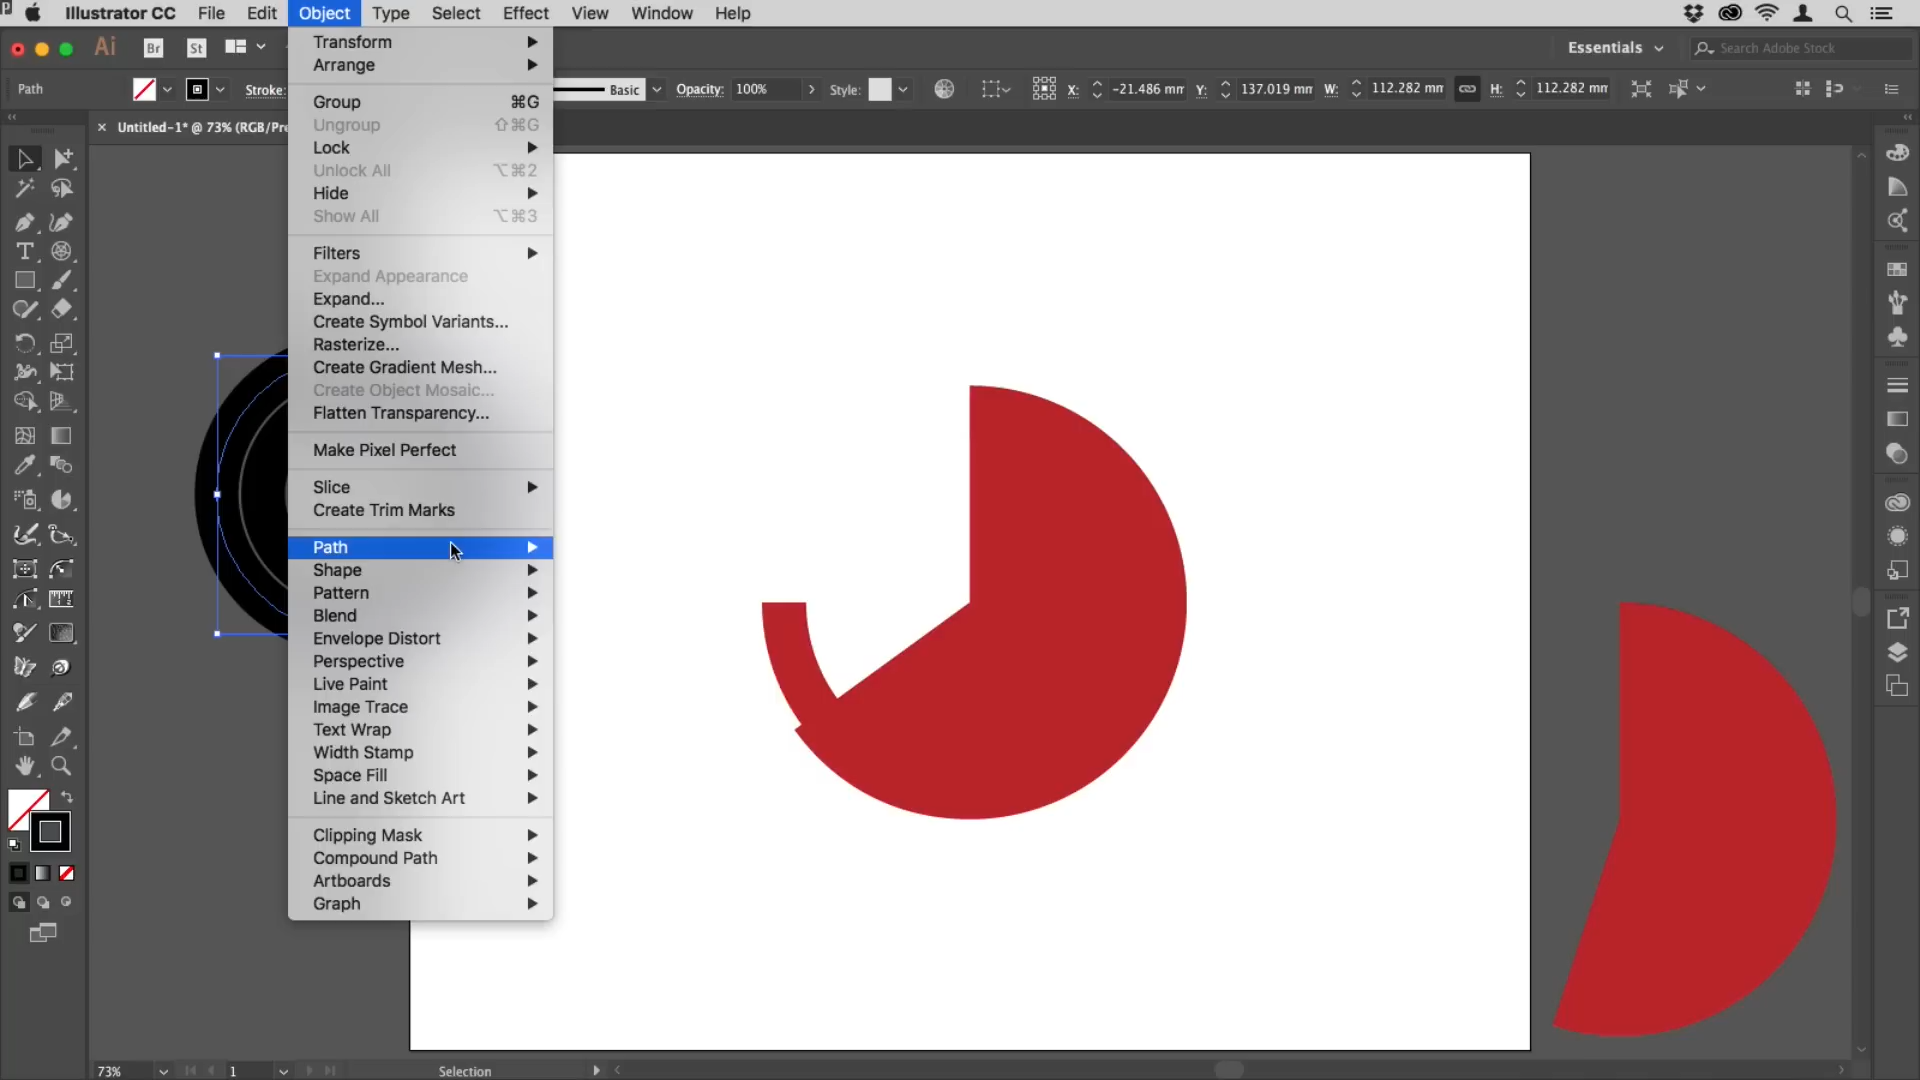 Illustrator CC File Edit Object Type Select Effect View Window Help
Ai Br St Essentials Search Adobe Stock
Path Stroke: Basic Opacity: 100% Style: X: -21.486 mm Y: 137.019 mm W: 112.282 mm H: 112.282 mm
Untitled-1* @ 73% (RGB/Pre
Transform
Arrange
Group ⌘G
Ungroup ⇧⌘G
Lock
Unlock All ⌥⌘2
Hide
Show All ⌥⌘3
Filters
Expand Appearance
Expand...
Create Symbol Variants...
Rasterize...
Create Gradient Mesh...
Create Object Mosaic...
Flatten Transparency...
Make Pixel Perfect
Slice
Create Trim Marks
Path
Shape
Pattern
Blend
Envelope Distort
Perspective
Live Paint
Image Trace
Text Wrap
Width Stamp
Space Fill
Line and Sketch Art
Clipping Mask
Compound Path
Artboards
Graph
73% 1 Selection